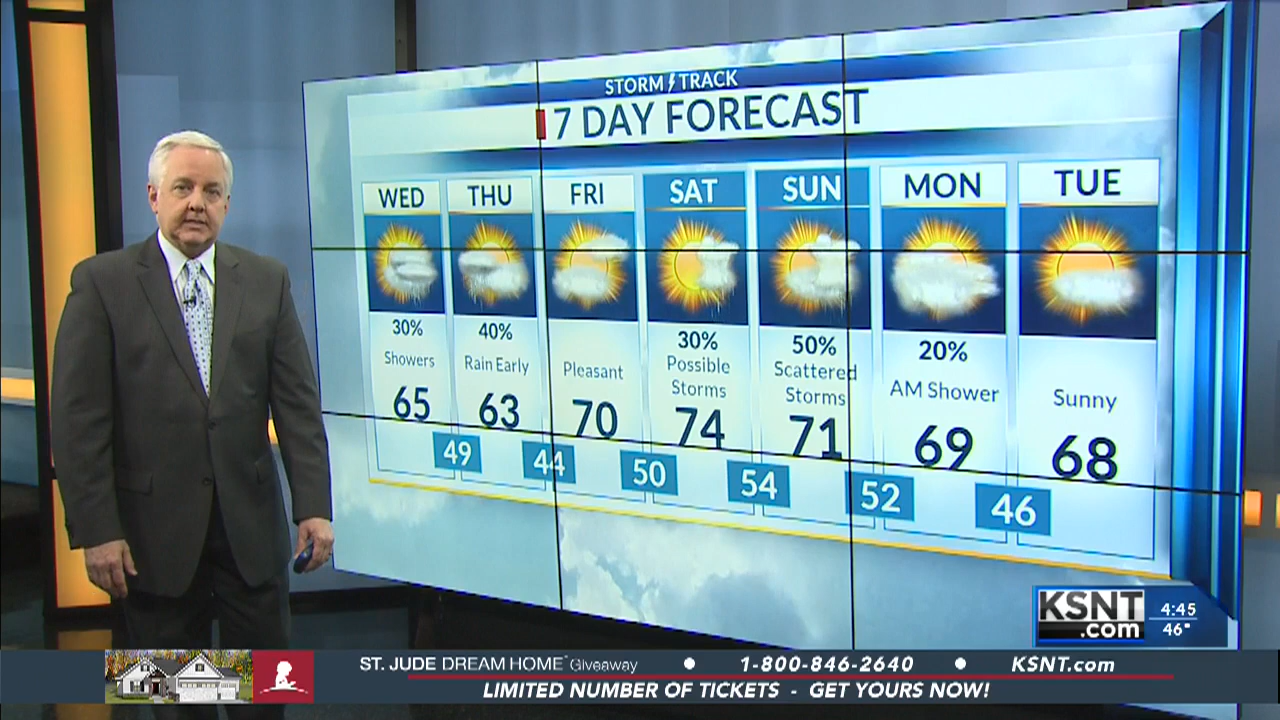 STORM TRACK
7 DAY FORECAST
WED THU FRI SAT SUN MON TUE
30% 40% 30% 50% 20%
Showers Rain Early Pleasant Possible Storms Scattered Storms AM Shower Sunny
65 63 70 74 71 69 68
49 44 50 54 52 46
KSNT
.com
4:45
46°
ST. JUDE DREAM HOME™ Giveaway • 1-800-846-2640 • KSNT.com
LIMITED NUMBER OF TICKETS - GET YOURS NOW!